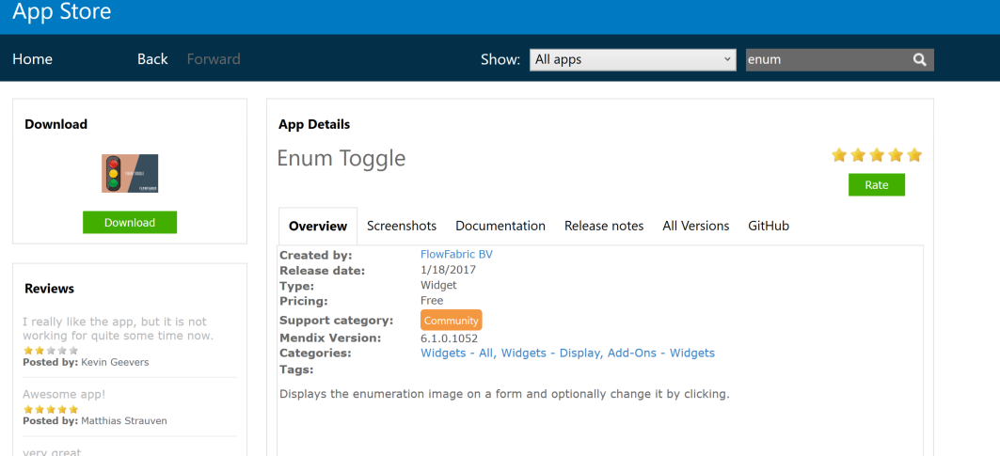 App Store
Home Back Forward Show: All apps enum
Download
Download
Reviews
I really like the app, but it is not
working for quite some time now.
Posted by: Kevin Geevers
Awesome app!
Posted by: Matthias Strauven
very great
App Details
Enum Toggle
Rate
Overview Screenshots Documentation Release notes All Versions GitHub
Created by: FlowFabric BV
Release date: 1/18/2017
Type: Widget
Pricing: Free
Support category: Community
Mendix Version: 6.1.0.1052
Categories: Widgets - All, Widgets - Display, Add-Ons - Widgets
Tags:
Displays the enumeration image on a form and optionally change it by clicking.